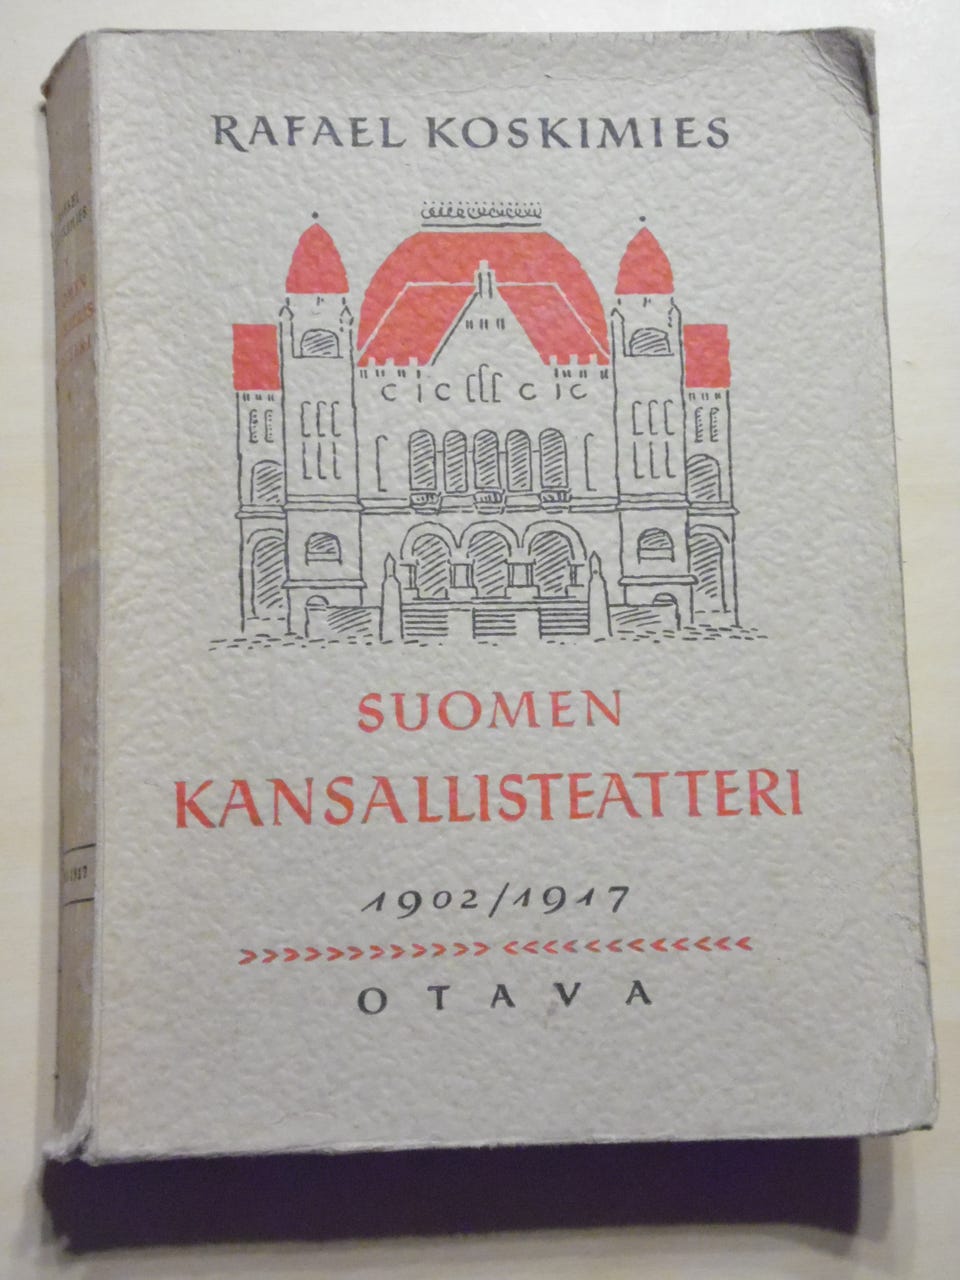 RAFAEL KOSKIMIES
SUOMEN
KANSALLISTEATTERI
1902/1917
OTAVA